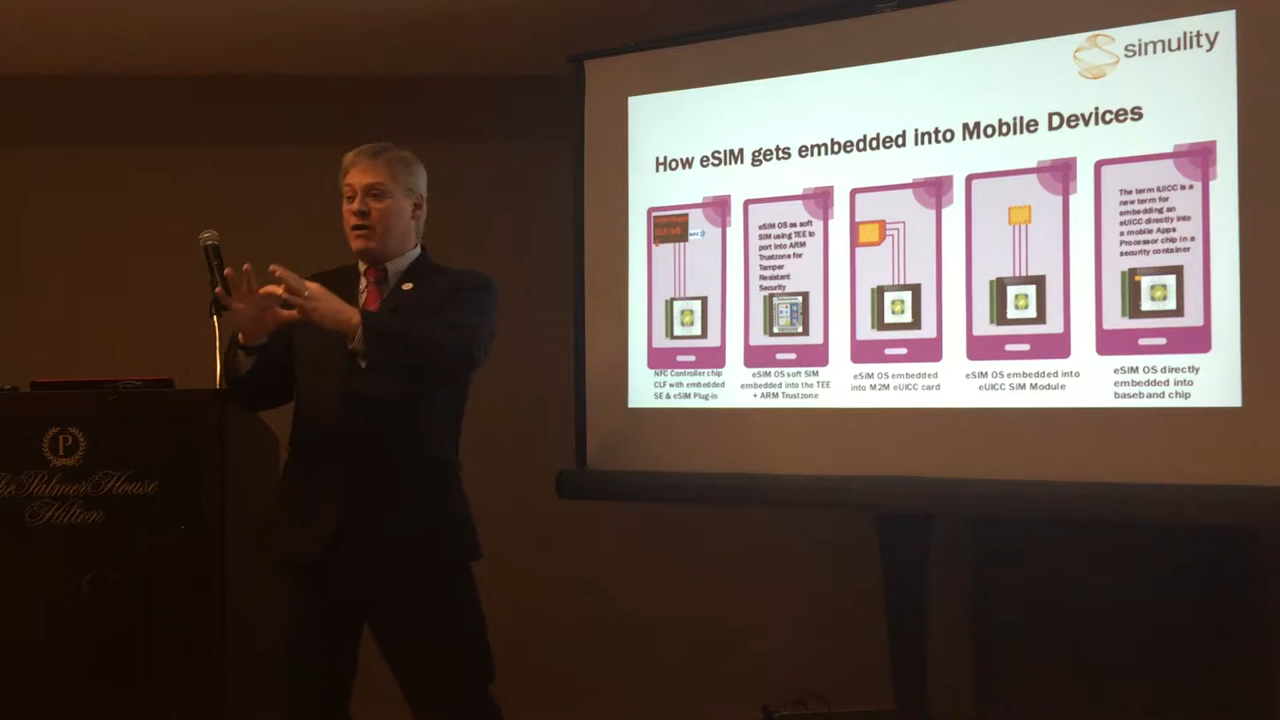 simulity
How eSIM gets embedded into Mobile Devices
CLF
NFC
NFC Controller chip
CLF with embedded
SE & eSIM Plug-in
eSIM OS as soft
SIM using TEE to
port into ARM
Trustzone for
Tamper
Resistant
Security
eSIM OS soft SIM
embedded into the TEE
+ ARM Trustzone
eSIM OS embedded
into M2M eUICC card
eSIM OS embedded into
eUICC SIM Module
The term iUICC is a
new term for
embedding an
eUICC directly into
a mobile Apps
Processor chip in a
security container
eSIM OS directly
embedded into
baseband chip
P
The Palmer House
Hilton